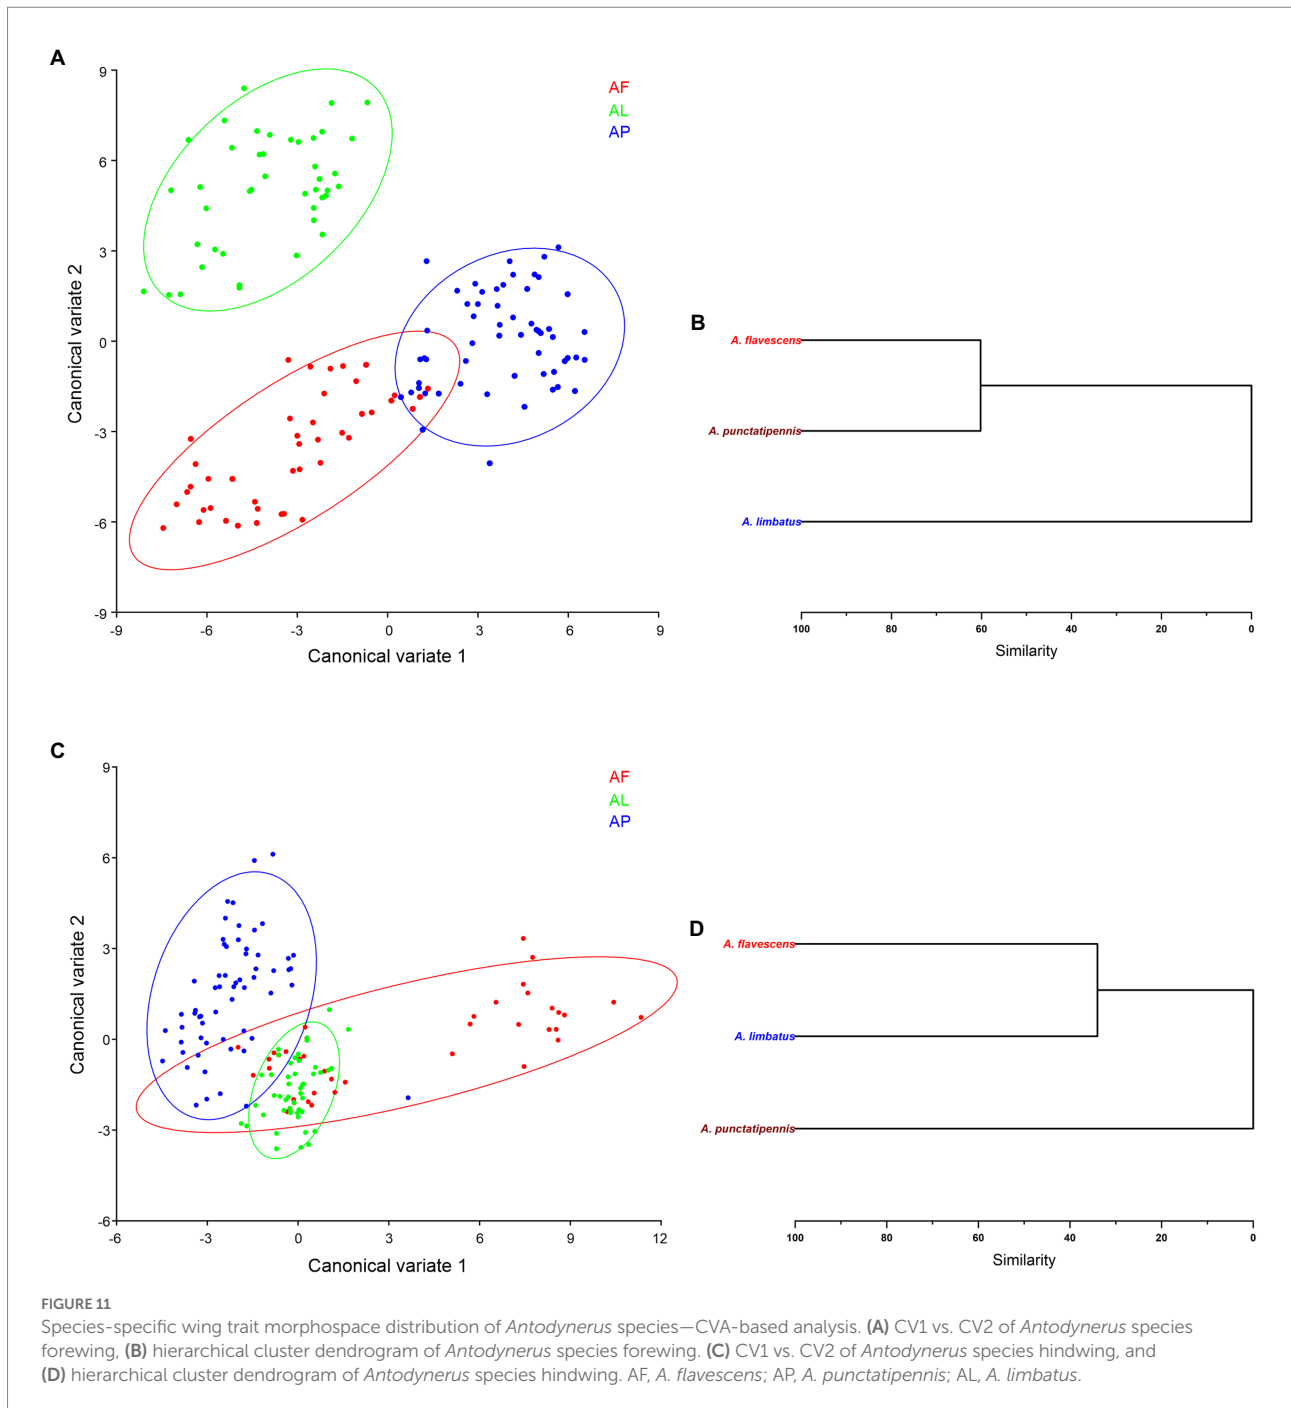 A
9
6
3
0
-3
-6
-9
-9
-6
-3
0
3
6
9
Canonical variate 2
Canonical variate 1
AF
AL
AP
B
A. flavescens
A. punctatipennis
A. limbatus
100
80
60
40
20
0
Similarity
C
9
6
3
0
-3
-6
-6
-3
0
3
6
9
12
Canonical variate 2
Canonical variate 1
AF
AL
AP
D
A. flavescens
A. limbatus
A. punctatipennis
100
80
60
40
20
0
Similarity
FIGURE 11
Species-specific wing trait morphospace distribution of Antodynerus species—CVA-based analysis. (A) CV1 vs. CV2 of Antodynerus species
forewing, (B) hierarchical cluster dendrogram of Antodynerus species forewing. (C) CV1 vs. CV2 of Antodynerus species hindwing, and
(D) hierarchical cluster dendrogram of Antodynerus species hindwing. AF, A. flavescens; AP, A. punctatipennis; AL, A. limbatus.